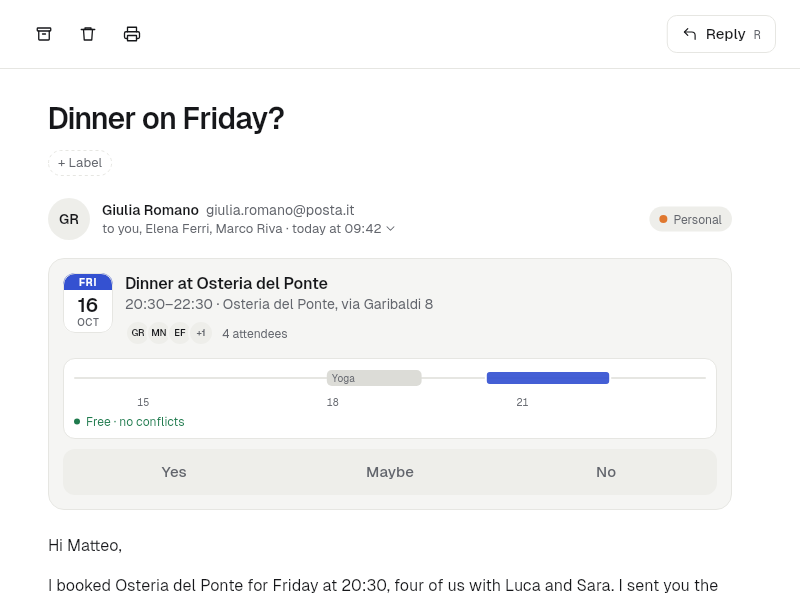 Reply R
Dinner on Friday?
+ Label
GR
Giulia Romano giulia.romano@posta.it
to you, Elena Ferri, Marco Riva · today at 09:42
Personal
FRI
16
OCT
Dinner at Osteria del Ponte
20:30–22:30 · Osteria del Ponte, via Garibaldi 8
GR MN EF +1 4 attendees
Yoga
15 18 21
Free · no conflicts
Yes Maybe No
Hi Matteo,
I booked Osteria del Ponte for Friday at 20:30, four of us with Luca and Sara. I sent you the